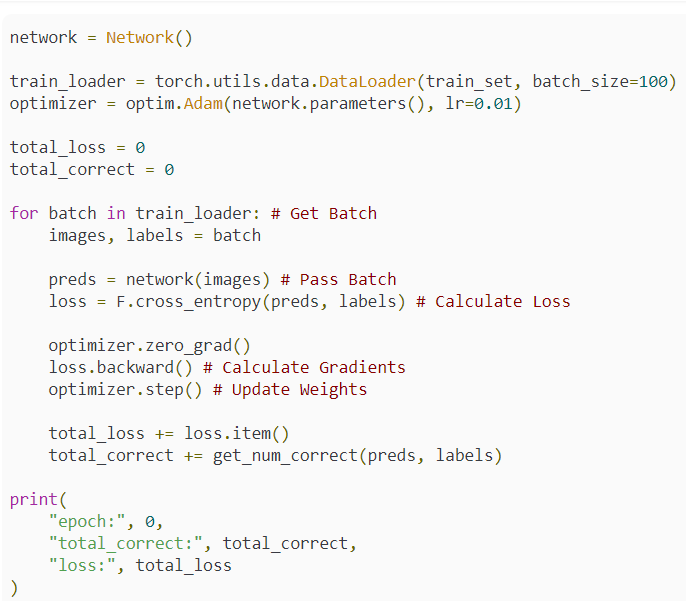 network = Network()
train_loader = torch.utils.data.DataLoader(train_set, batch_size=100)
optimizer = optim.Adam(network.parameters(), lr=0.01)
total_loss = 0
total_correct = 0
for batch in train_loader: # Get Batch
    images, labels = batch
    preds = network(images) # Pass Batch
    loss = F.cross_entropy(preds, labels) # Calculate Loss
    optimizer.zero_grad()
    loss.backward() # Calculate Gradients
    optimizer.step() # Update Weights
    total_loss += loss.item()
    total_correct += get_num_correct(preds, labels)
print(
    "epoch:", 0,
    "total_correct:", total_correct,
    "loss:", total_loss
)